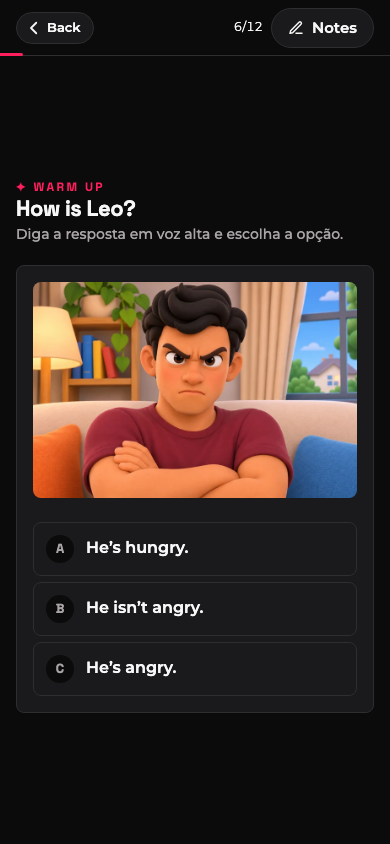 Back
6/12
Notes
WARM UP
How is Leo?
Diga a resposta em voz alta e escolha a opção.
A
He’s hungry.
B
He isn’t angry.
C
He’s angry.